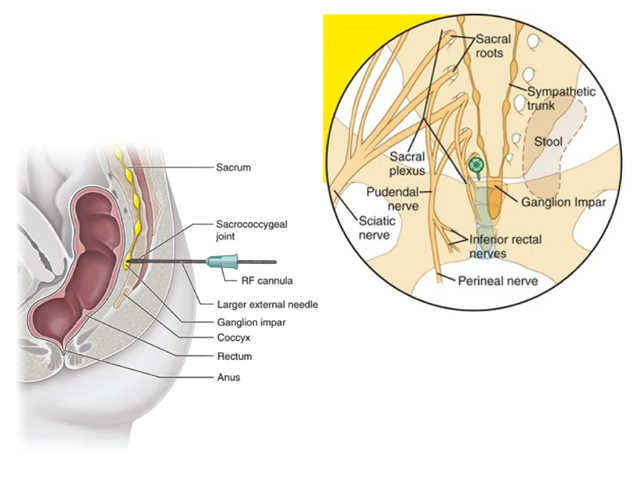 Sacrum
Sacrococcygeal
joint
RF cannula
Larger external needle
Ganglion impar
Coccyx
Rectum
Anus
Sacral
roots
Sympathetic
trunk
Stool
Sacral
plexus
Pudendal
nerve
Ganglion Impar
Sciatic
nerve
Inferior rectal
nerves
Perineal nerve